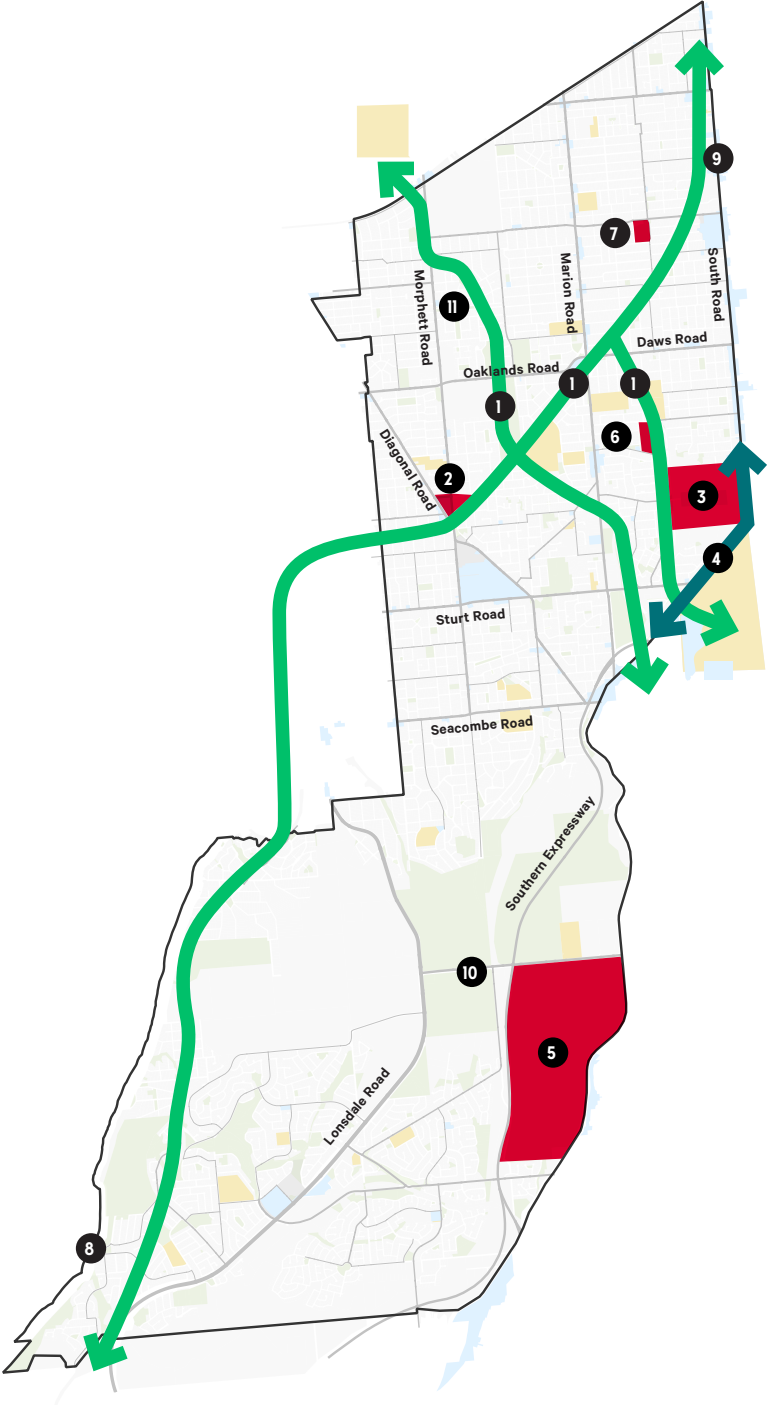 9
7
Morphett Road
Marion Road
South Road
11
Daws Road
Oaklands Road
1
1
1
6
Diagonal Road
2
3
4
Sturt Road
Seacombe Road
Southern Expressway
10
5
Lonsdale Road
8